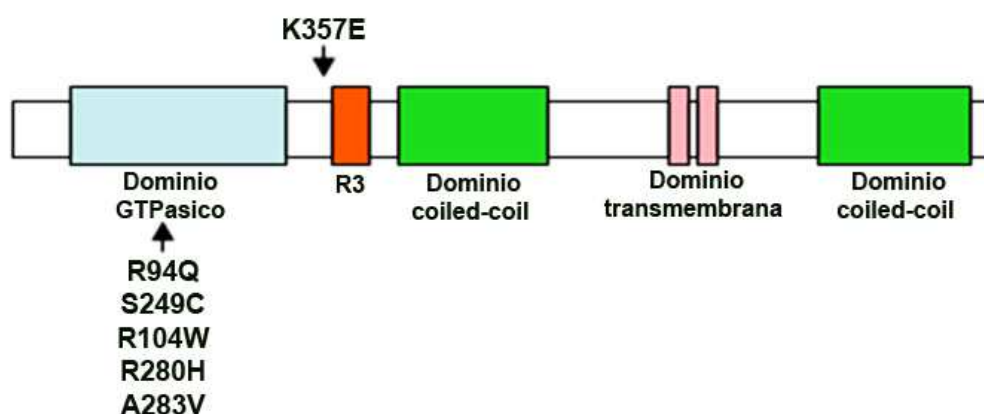 K357E
Dominio
GTPasico
R3
Dominio
coiled-coil
Dominio
transmembrana
Dominio
coiled-coil
R94Q
S249C
R104W
R280H
A283V